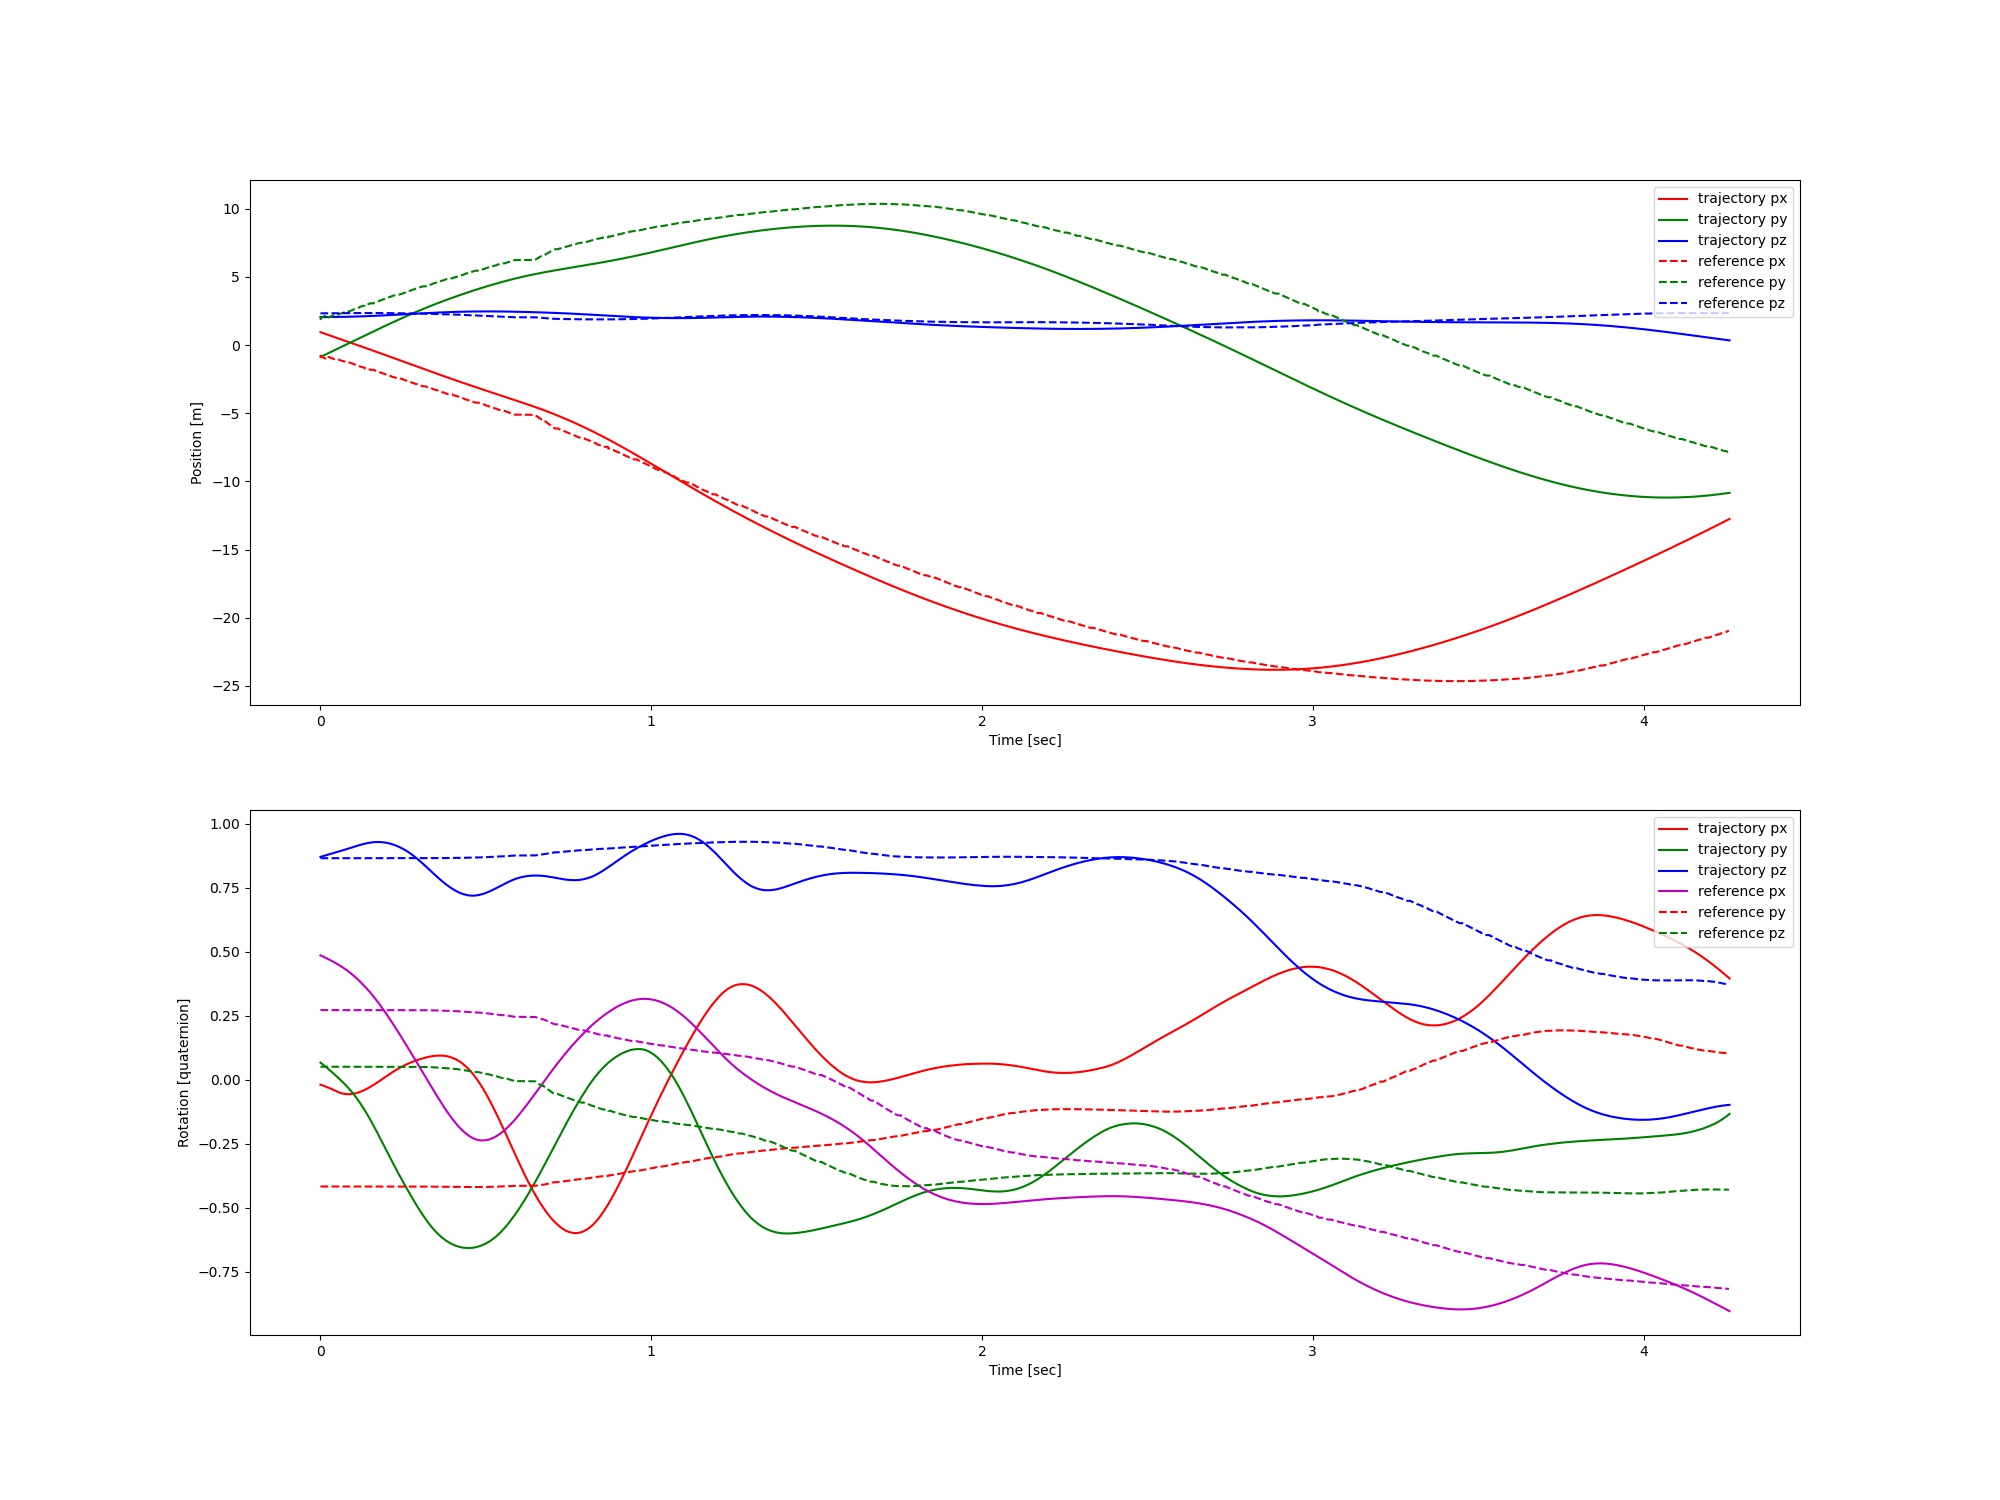 10
5
0
−5
−10
−15
−20
−25
Position [m]
0 1 2 3 4
Time [sec]
trajectory px
trajectory py
trajectory pz
reference px
reference py
reference pz
1.00
0.75
0.50
0.25
0.00
−0.25
−0.50
−0.75
Rotation [quaternion]
0 1 2 3 4
Time [sec]
trajectory px
trajectory py
trajectory pz
reference px
reference py
reference pz